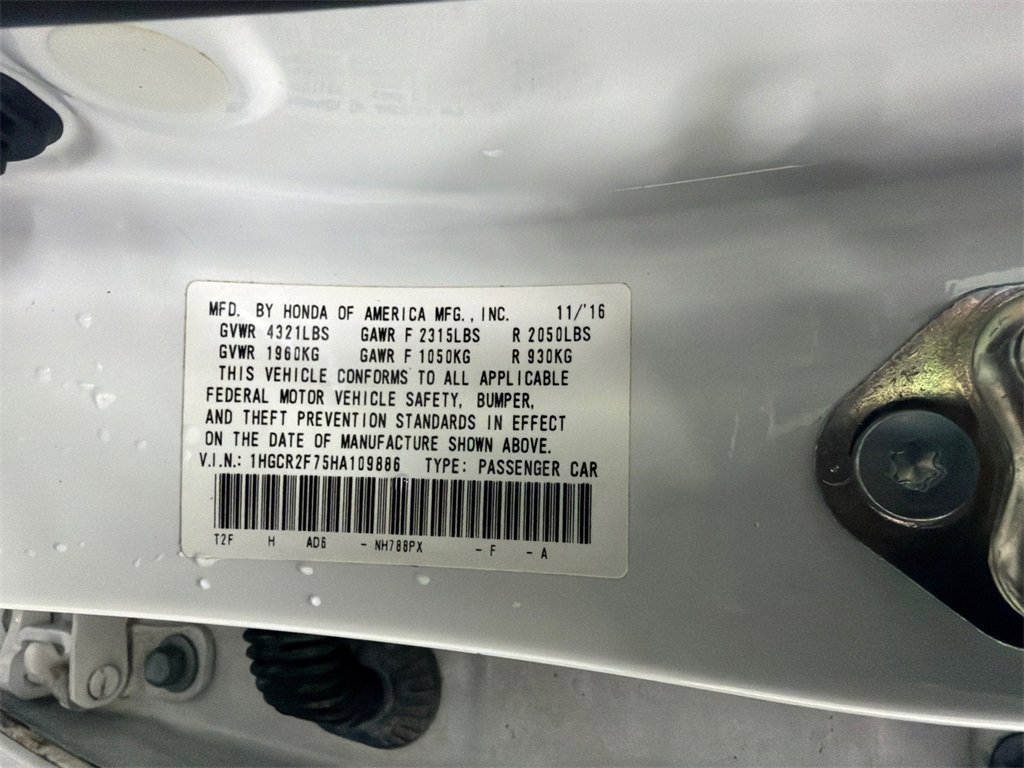 MFD. BY HONDA OF AMERICA MFG., INC. 11/'16
GVWR 4321LBS GAWR F 2315LBS R 2050LBS
GVWR 1960KG GAWR F 1050KG R 930KG
THIS VEHICLE CONFORMS TO ALL APPLICABLE
FEDERAL MOTOR VEHICLE SAFETY, BUMPER,
AND THEFT PREVENTION STANDARDS IN EFFECT
ON THE DATE OF MANUFACTURE SHOWN ABOVE.
V.I.N.: 1HGCR2F75HA109886 TYPE: PASSENGER CAR
T2F H AD6 - NH788PX - F - A